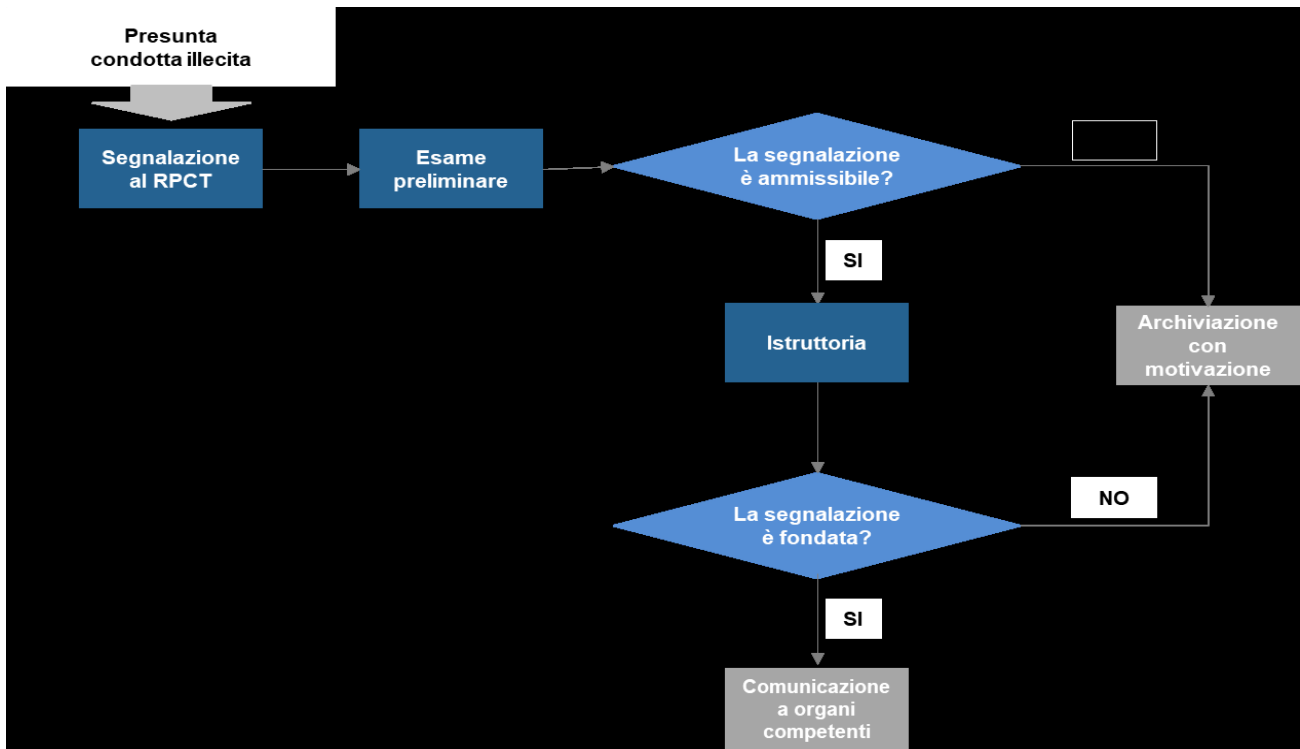 Presunta
condotta illecita
Segnalazione
al RPCT
Esame
preliminare
La segnalazione
è ammissibile?
SI
Istruttoria
Archiviazione
con
motivazione
La segnalazione
è fondata?
NO
SI
Comunicazione
a organi
competenti